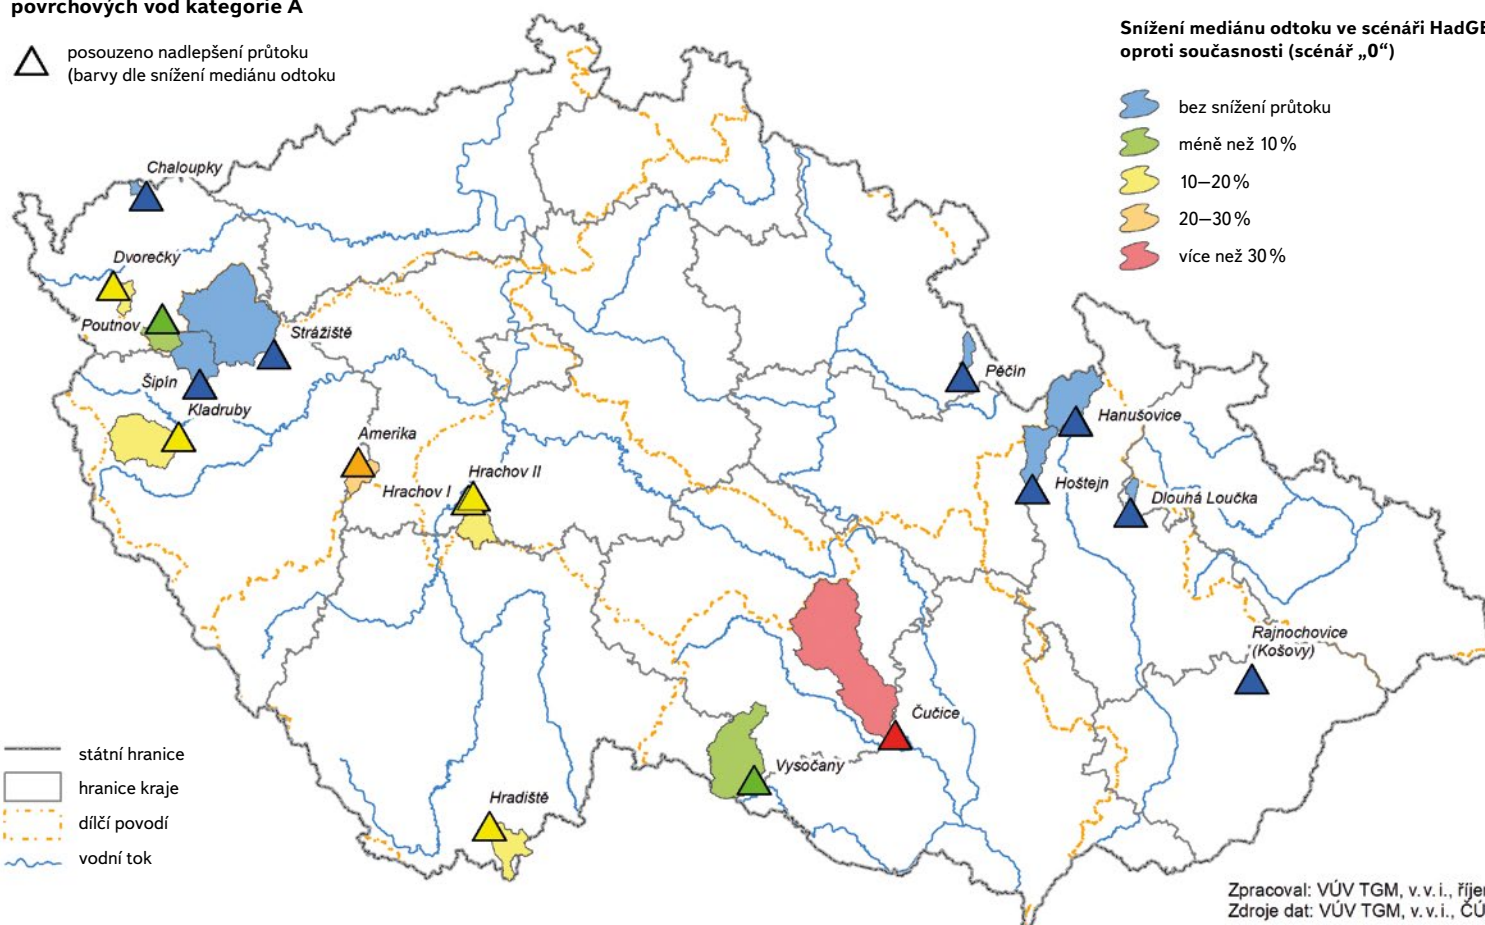 povrchových vod kategorie A
posouzeno nadlepšení průtoku
(barvy dle snížení mediánu odtoku
Snížení mediánu odtoku ve scénáři HadGE
oproti současnosti (scénář „0“)
bez snížení průtoku
méně než 10 %
10—20 %
20—30 %
více než 30 %
Chaloupky
Dvorečky
Poutnov
Strážiště
Šipín
Kladruby
Amerika
Hrachov II
Hrachov I
Pěčín
Hanušovice
Hoštejn
Dlouhá Loučka
Rajnochovice
(Košovy)
Čučice
Vysočany
Hradiště
státní hranice
hranice kraje
dílčí povodí
vodní tok
Zpracoval: VÚV TGM, v. v. i., říje
Zdroje dat: VÚV TGM, v. v. i., ČÚ